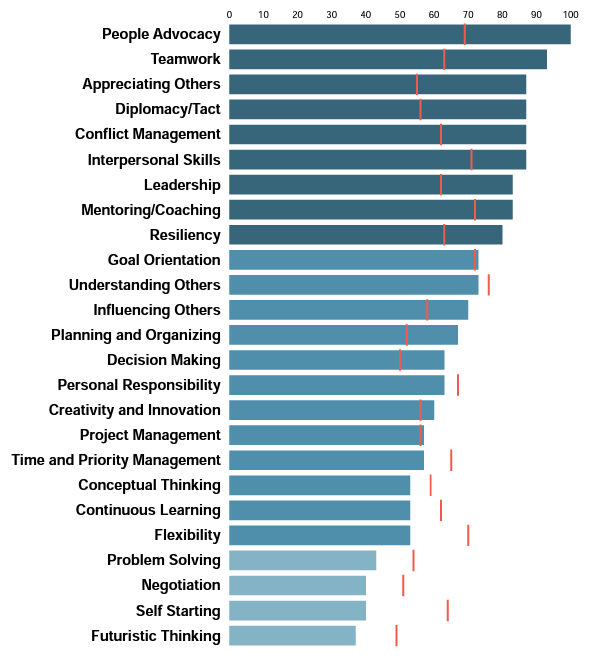 0 10 20 30 40 50 60 70 80 90 100
People Advocacy
Teamwork
Appreciating Others
Diplomacy/Tact
Conflict Management
Interpersonal Skills
Leadership
Mentoring/Coaching
Resiliency
Goal Orientation
Understanding Others
Influencing Others
Planning and Organizing
Decision Making
Personal Responsibility
Creativity and Innovation
Project Management
Time and Priority Management
Conceptual Thinking
Continuous Learning
Flexibility
Problem Solving
Negotiation
Self Starting
Futuristic Thinking